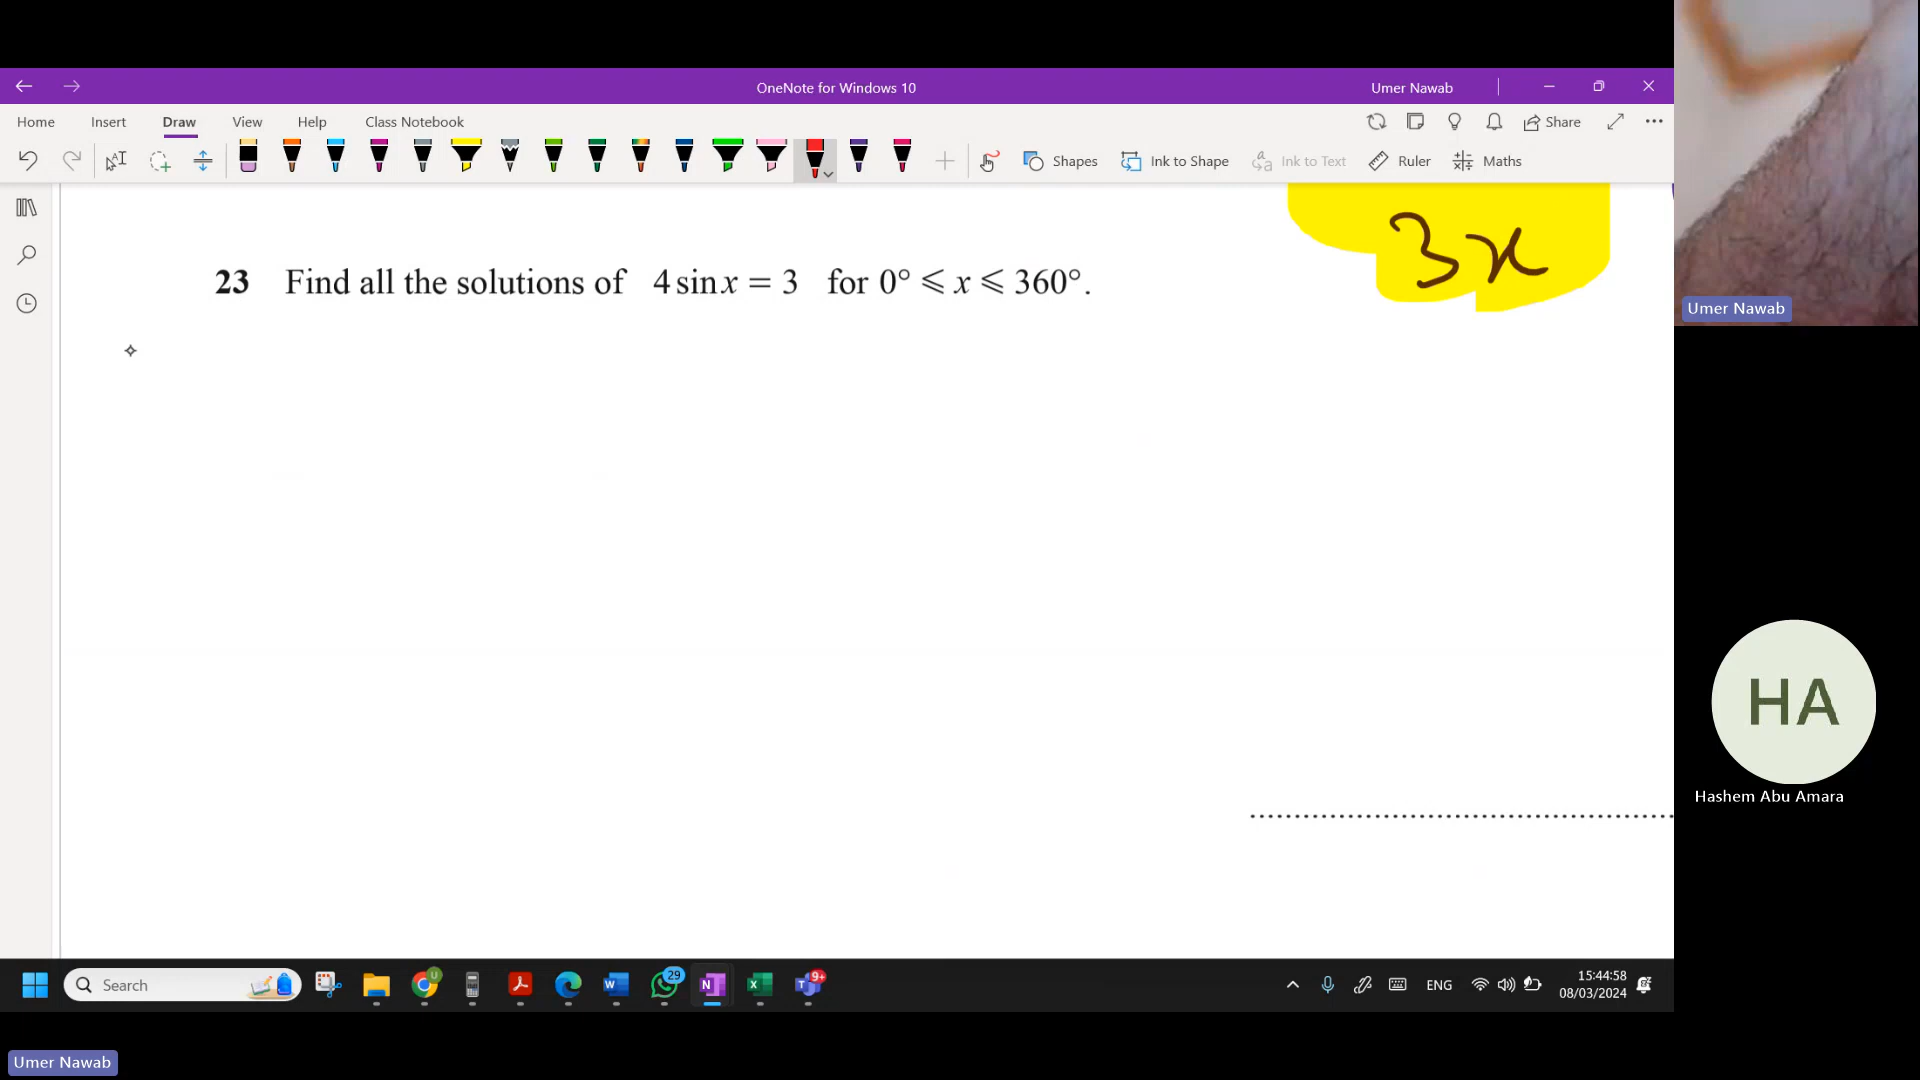 OneNote for Windows 10
Umer Nawab
Home Insert Draw View Help Class Notebook
Share
Shapes Ink to Shape Ink to Text Ruler Maths
3x
23 Find all the solutions of 4 sin x = 3 for 0° ⩽ x ⩽ 360°.
Umer Nawab
HA
Hashem Abu Amara
Search
29
9+
ENG
15:44:58
08/03/2024
Umer Nawab